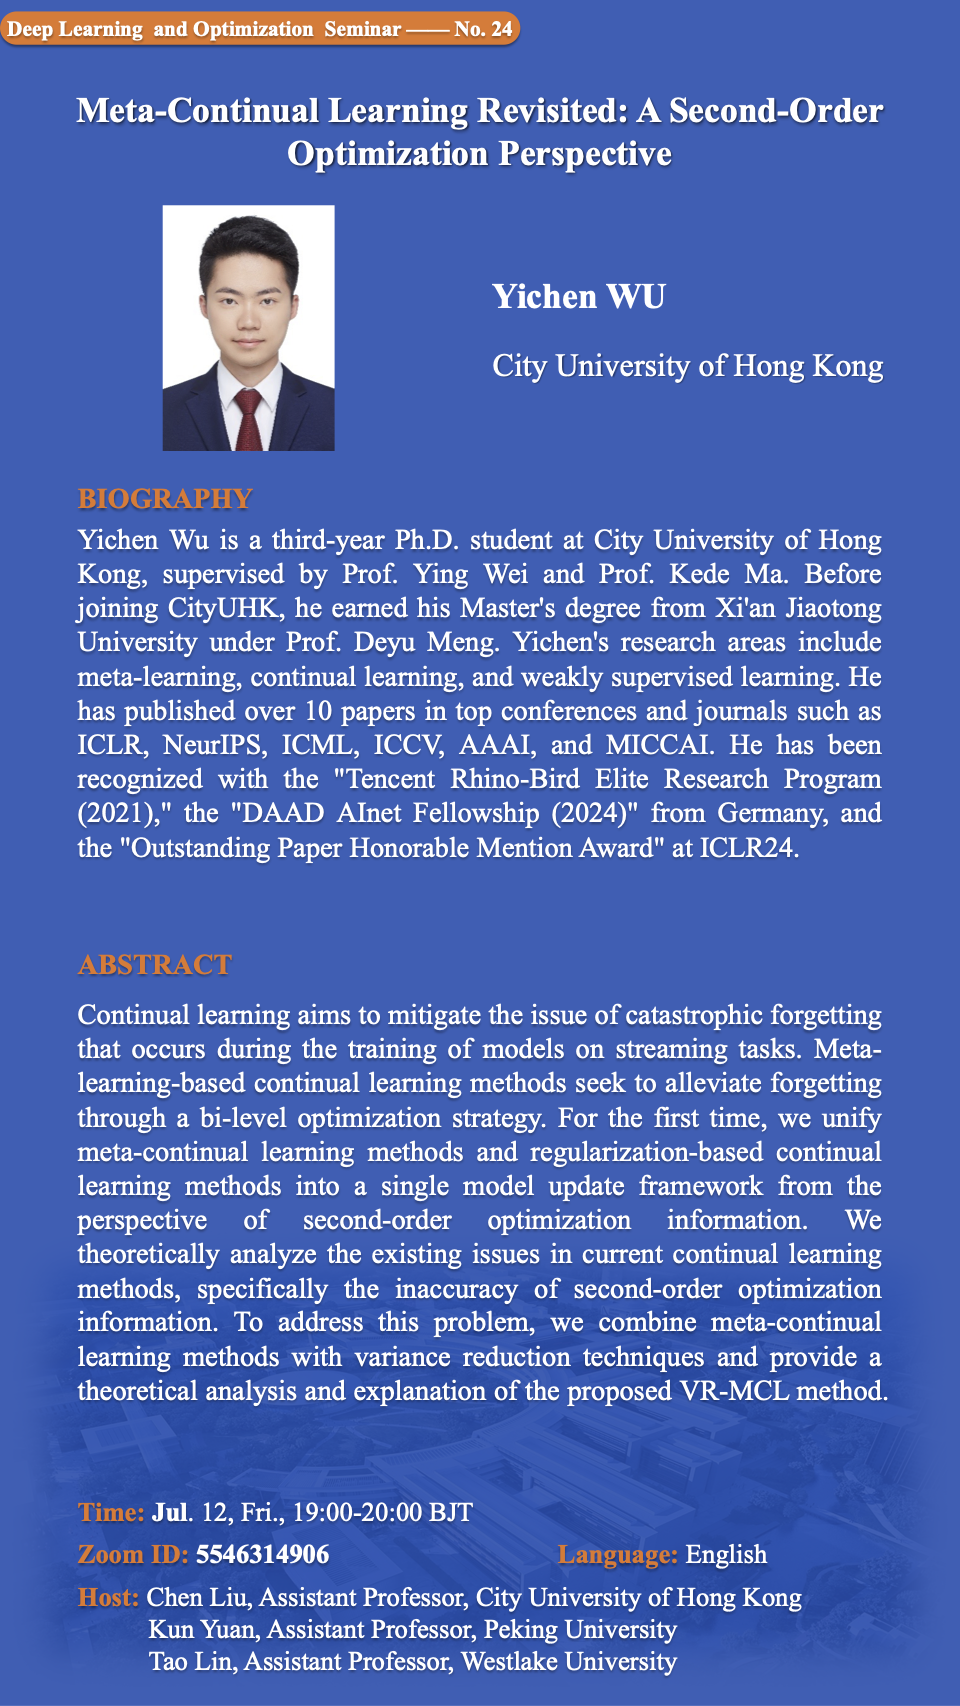 Deep Learning and Optimization Seminar —— No. 24
Meta-Continual Learning Revisited: A Second-Order
Optimization Perspective
Yichen WU
City University of Hong Kong
BIOGRAPHY
Yichen Wu is a third-year Ph.D. student at City University of Hong
Kong, supervised by Prof. Ying Wei and Prof. Kede Ma. Before
joining CityUHK, he earned his Master's degree from Xi'an Jiaotong
University under Prof. Deyu Meng. Yichen's research areas include
meta-learning, continual learning, and weakly supervised learning. He
has published over 10 papers in top conferences and journals such as
ICLR, NeurIPS, ICML, ICCV, AAAI, and MICCAI. He has been
recognized with the "Tencent Rhino-Bird Elite Research Program
(2021)," the "DAAD AInet Fellowship (2024)" from Germany, and
the "Outstanding Paper Honorable Mention Award" at ICLR24.
ABSTRACT
Continual learning aims to mitigate the issue of catastrophic forgetting
that occurs during the training of models on streaming tasks. Meta-
learning-based continual learning methods seek to alleviate forgetting
through a bi-level optimization strategy. For the first time, we unify
meta-continual learning methods and regularization-based continual
learning methods into a single model update framework from the
perspective of second-order optimization information. We
theoretically analyze the existing issues in current continual learning
methods, specifically the inaccuracy of second-order optimization
information. To address this problem, we combine meta-continual
learning methods with variance reduction techniques and provide a
theoretical analysis and explanation of the proposed VR-MCL method.
Time: Jul. 12, Fri., 19:00-20:00 BJT
Zoom ID: 5546314906
Language: English
Host: Chen Liu, Assistant Professor, City University of Hong Kong
Kun Yuan, Assistant Professor, Peking University
Tao Lin, Assistant Professor, Westlake University